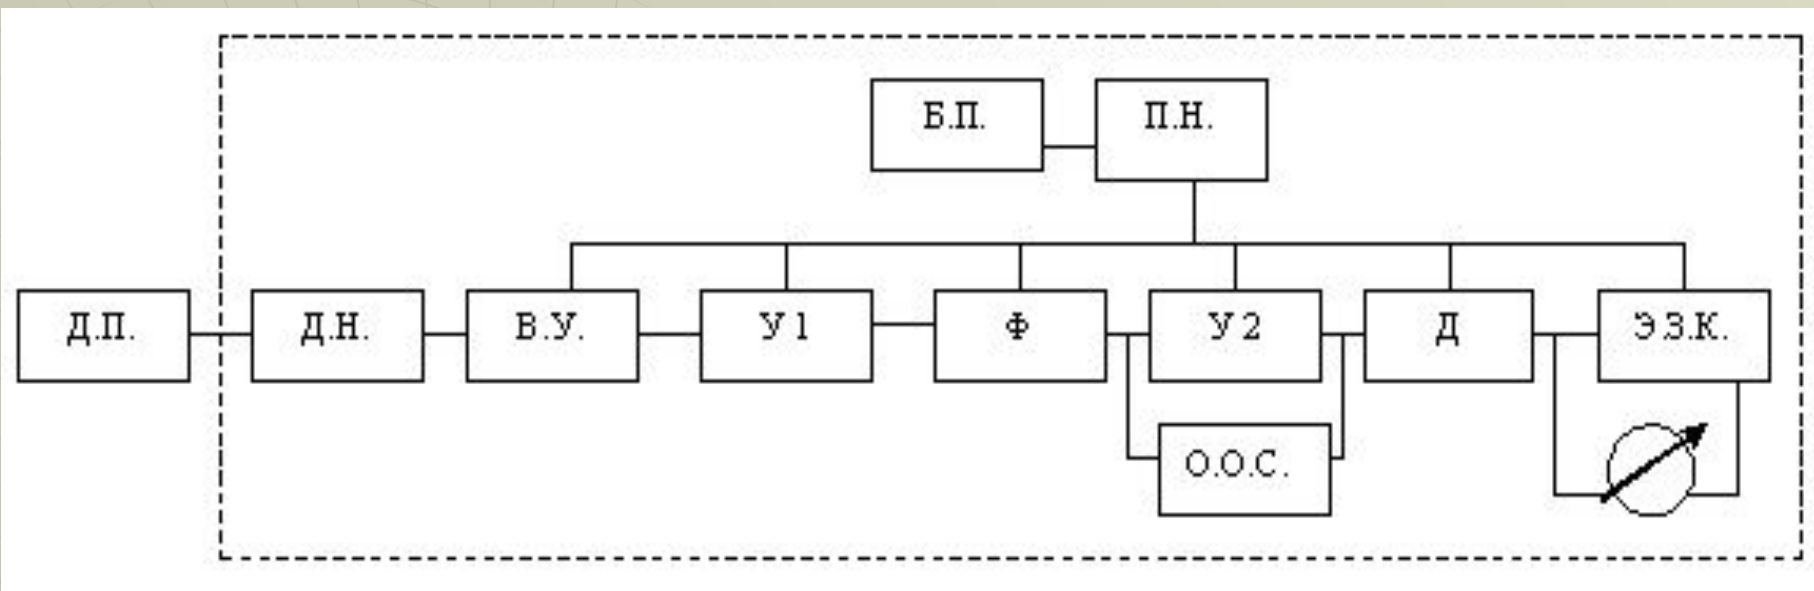 Б.П.
П.Н.
Д.П.
Д.Н.
В.У.
У1
Ф
У2
Д
Э.З.К.
О.О.С.